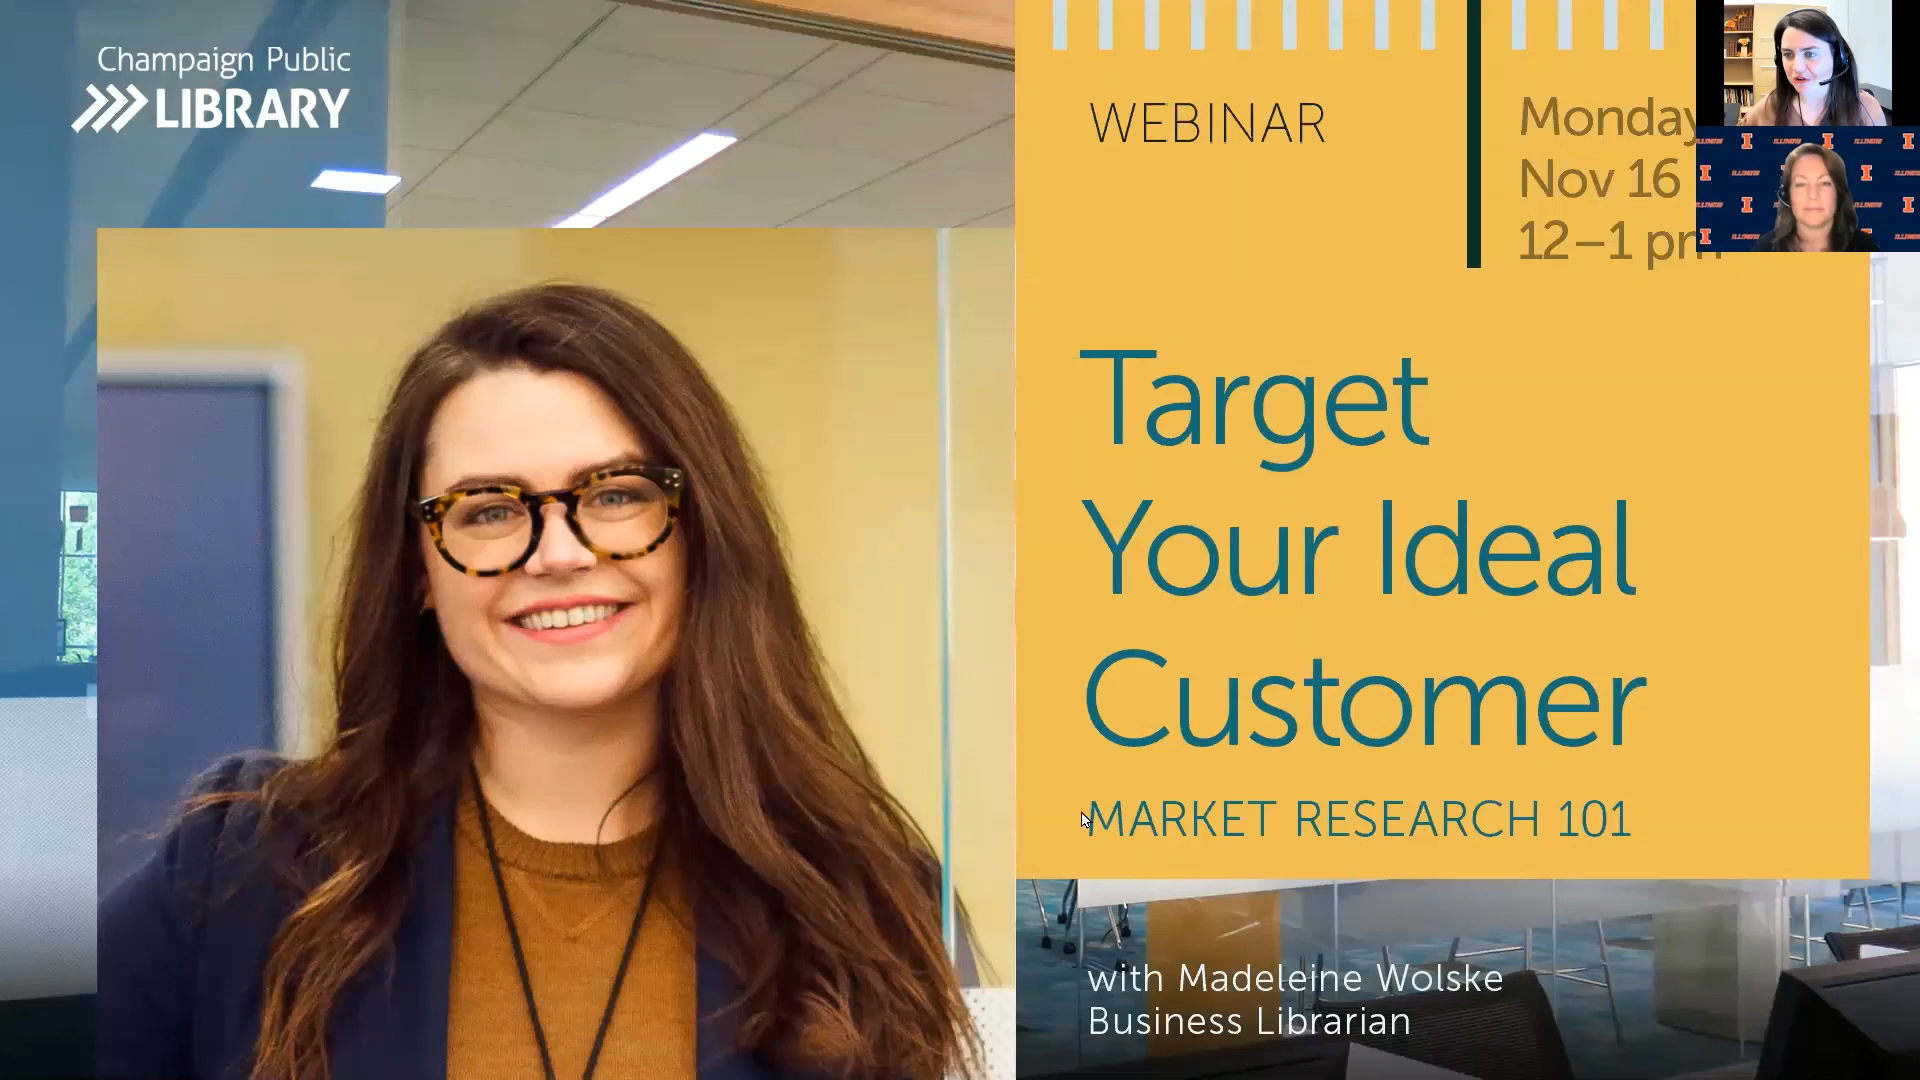 Champaign Public
LIBRARY
WEBINAR
Monday
Nov 16
12–1 pm
Target
Your Ideal
Customer
MARKET RESEARCH 101
with Madeleine Wolske
Business Librarian
I
ILLINOIS